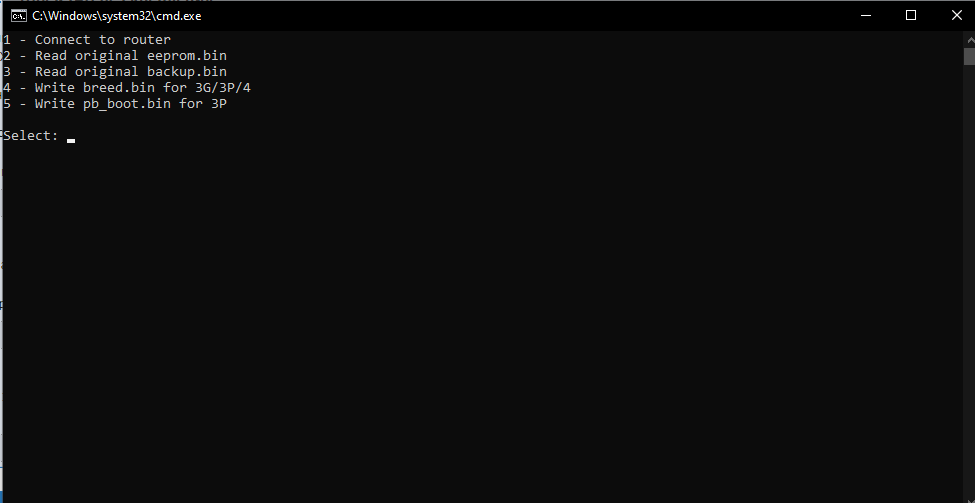 C:\Windows\system32\cmd.exe
1 - Connect to router
2 - Read original eeprom.bin
3 - Read original backup.bin
4 - Write breed.bin for 3G/3P/4
5 - Write pb_boot.bin for 3P
Select: